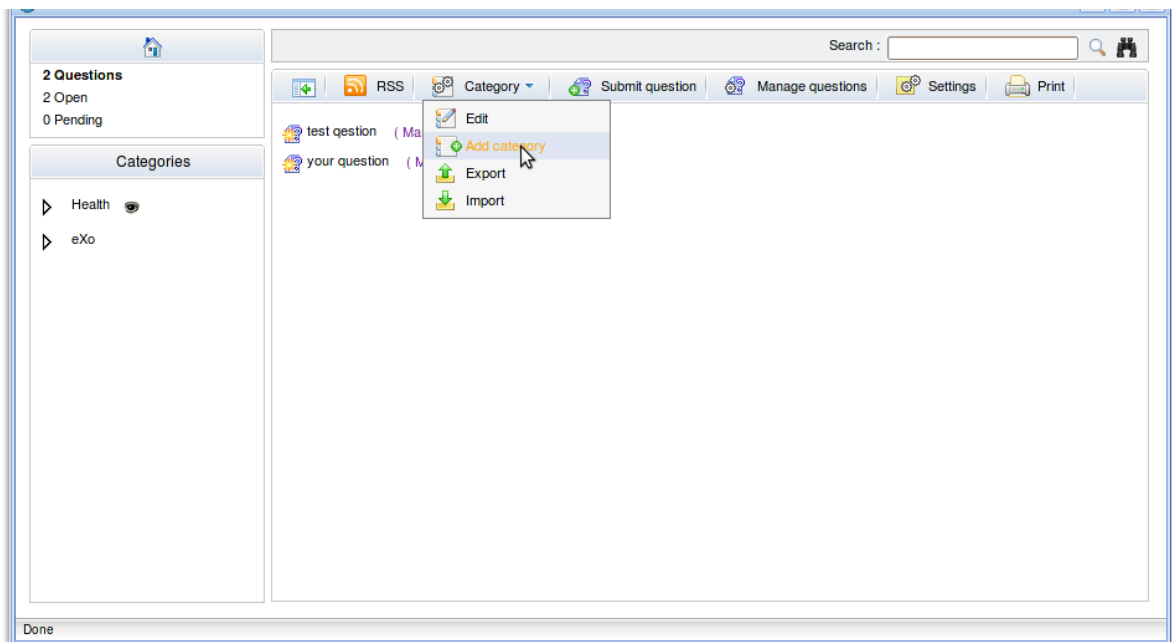 Search :
2 Questions
2 Open
0 Pending
RSS Category Submit question Manage questions Settings Print
Edit
test qestion ( Ma
Add category
Categories
your question ( M
Export
Import
Health
eXo
Done